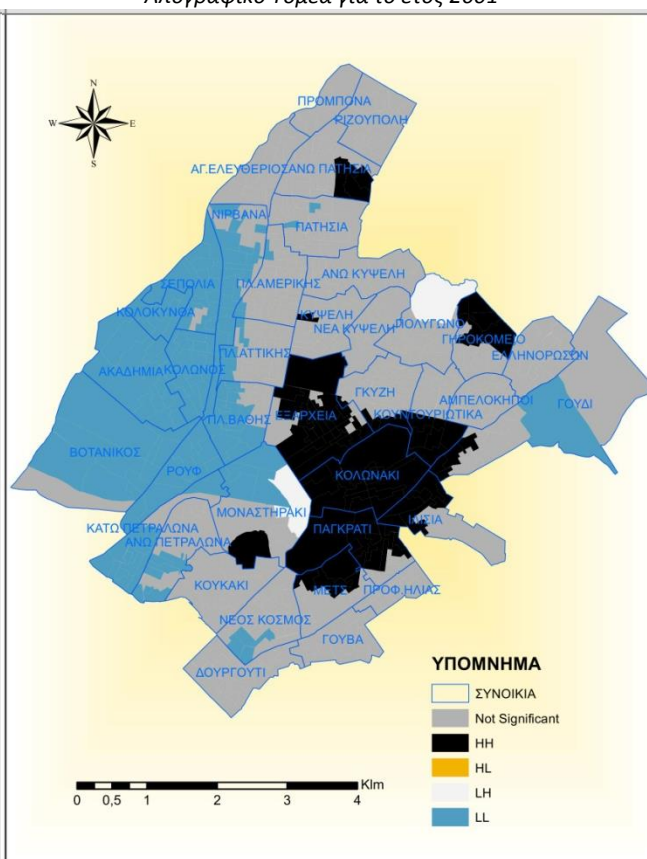 Απογραφικό Τομέα για το έτος 2001
N
W E
S
ΠΡΟΜΠΟΝΑ
ΡΙΖΟΥΠΟΛΗ
ΑΓ.ΕΛΕΥΘΕΡΙΟΣ ΑΝΩ ΠΑΤΗΣΙΑ
ΝΙΡΒΑΝΑ
ΠΑΤΗΣΙΑ
ΑΝΩ ΚΥΨΕΛΗ
ΣΕΠΟΛΙΑ
ΠΛ.ΑΜΕΡΙΚΗΣ
ΚΟΛΟΚΥΝΘΑ
ΚΥΨΕΛΗ
ΝΕΑ ΚΥΨΕΛΗ
ΠΟΛΥΓΩΝΟ
ΓΗΡΟΚΟΜΕΙΟ
ΕΛΛΗΝΟΡΩΣΩΝ
ΠΛ.ΑΤΤΙΚΗΣ
ΑΚΑΔΗΜΙΑ
ΚΟΛΩΝΟΣ
ΓΚΥΖΗ
ΑΜΠΕΛΟΚΗΠΟΙ
ΓΟΥΔΙ
ΠΛ.ΒΑΘΗΣ
ΕΞΑΡΧΕΙΑ
ΚΟΥΝΤΟΥΡΙΩΤΙΚΑ
ΒΟΤΑΝΙΚΟΣ
ΡΟΥΦ
ΚΟΛΩΝΑΚΙ
ΜΟΝΑΣΤΗΡΑΚΙ
ΙΛΙΣΙΑ
ΚΑΤΩ ΠΕΤΡΑΛΩΝΑ
ΠΑΓΚΡΑΤΙ
ΑΝΩ ΠΕΤΡΑΛΩΝΑ
ΚΟΥΚΑΚΙ
ΜΕΤΣ
ΠΡΟΦ.ΗΛΙΑΣ
ΝΕΟΣ ΚΟΣΜΟΣ
ΓΟΥΒΑ
ΔΟΥΡΓΟΥΤΙ
ΥΠΟΜΝΗΜΑ
ΣΥΝΟΙΚΙΑ
Not Significant
HH
HL
LH
LL
Klm
0 0,5 1 2 3 4